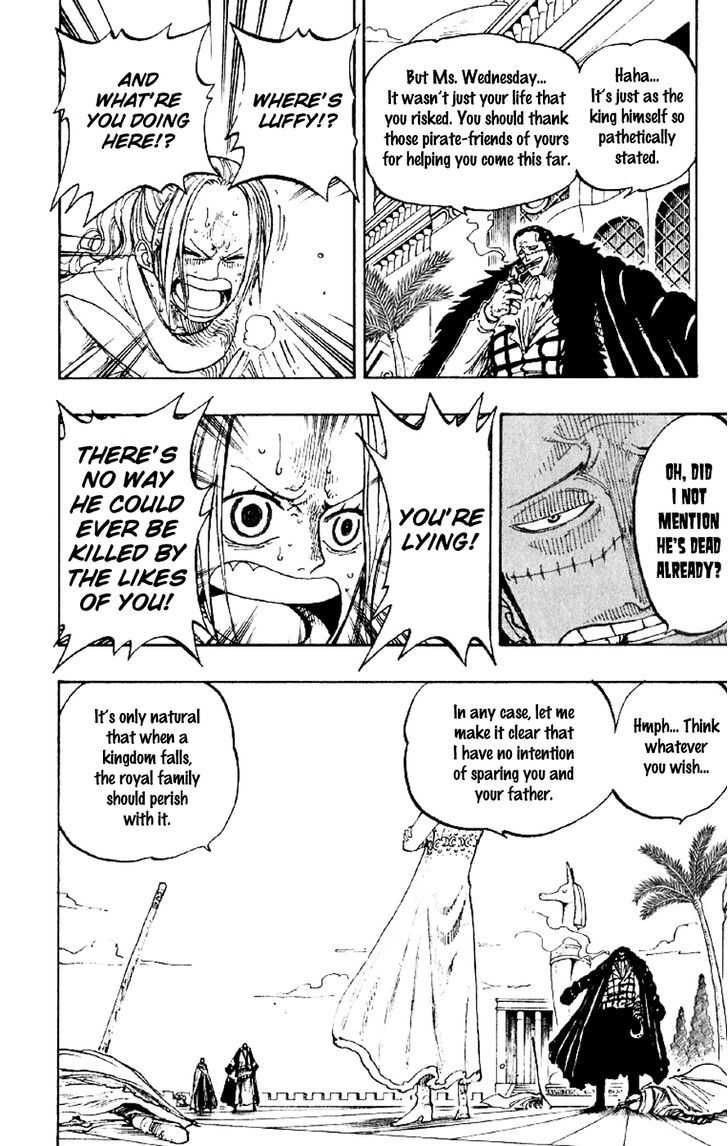 Haha...
It's just as the
king himself so
pathetically
stated.
But Ms. Wednesday...
It wasn't just your life that
you risked. You should thank
those pirate-friends of yours
for helping you come this far.
WHERE'S
LUFFY!?
AND
WHAT'RE
YOU DOING
HERE!?
OH, DID
I NOT
MENTION
HE'S DEAD
ALREADY?
YOU'RE
LYING!
THERE'S
NO WAY
HE COULD
EVER BE
KILLED BY
THE LIKES
OF YOU!
Hmph... Think
whatever
you wish...
In any case, let me
make it clear that
I have no intention
of sparing you and
your father.
It's only natural
that when a
kingdom falls,
the royal family
should perish
with it.